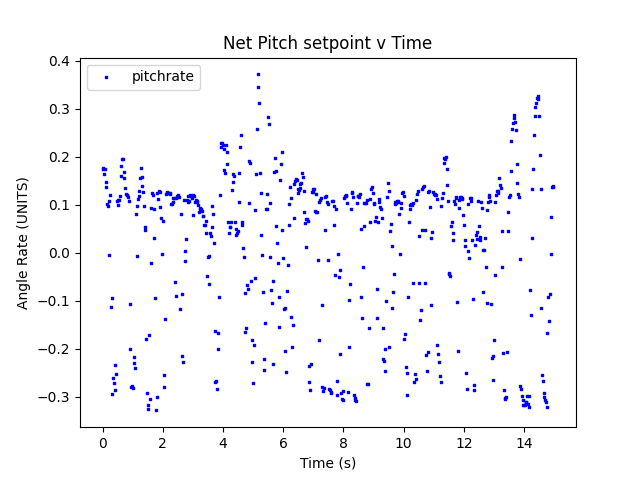 Net Pitch setpoint v Time
pitchrate
Angle Rate (UNITS)
0.4
0.3
0.2
0.1
0.0
−0.1
−0.2
−0.3
0 2 4 6 8 10 12 14
Time (s)